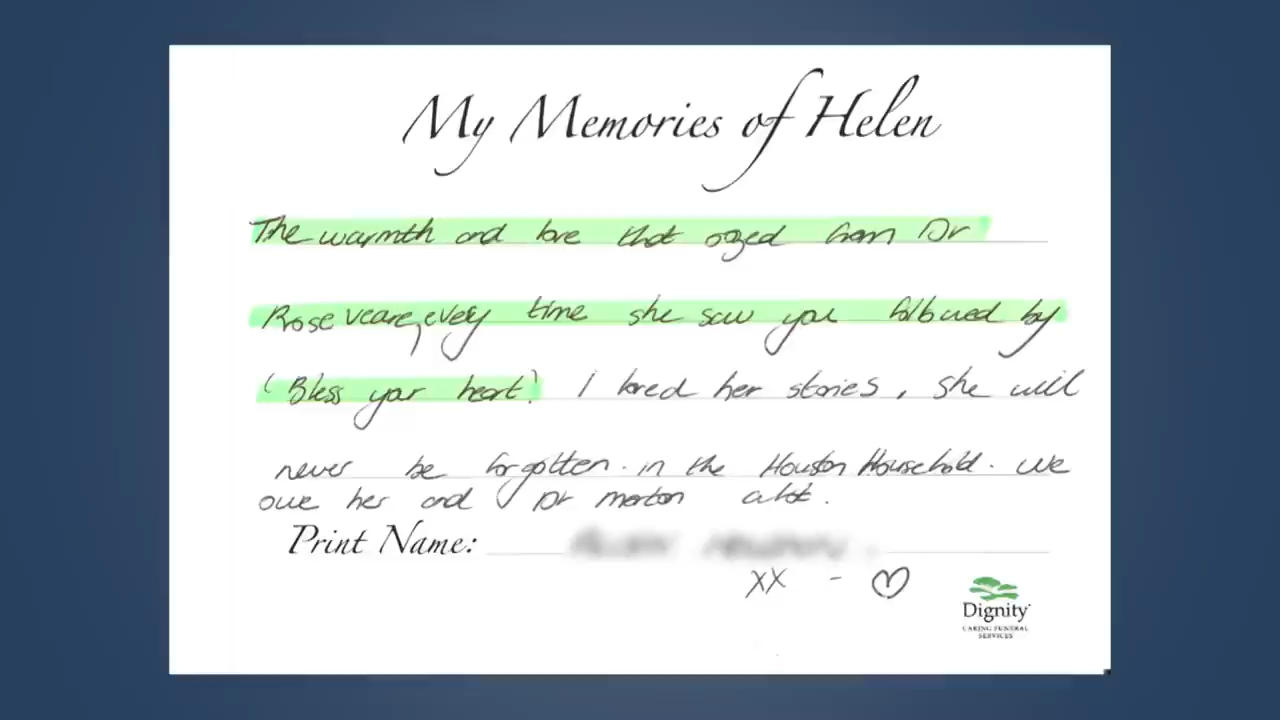 My Memories of Helen
The warmth and love that oozed from Dr
Roseveare, every time she saw you followed by
'Bless your heart'! I loved her stories, she will
never be forgotten. in the Houston Household. We
owe her and Dr morton alot.
Print Name:
xx -
Dignity
CARING FUNERAL
SERVICES